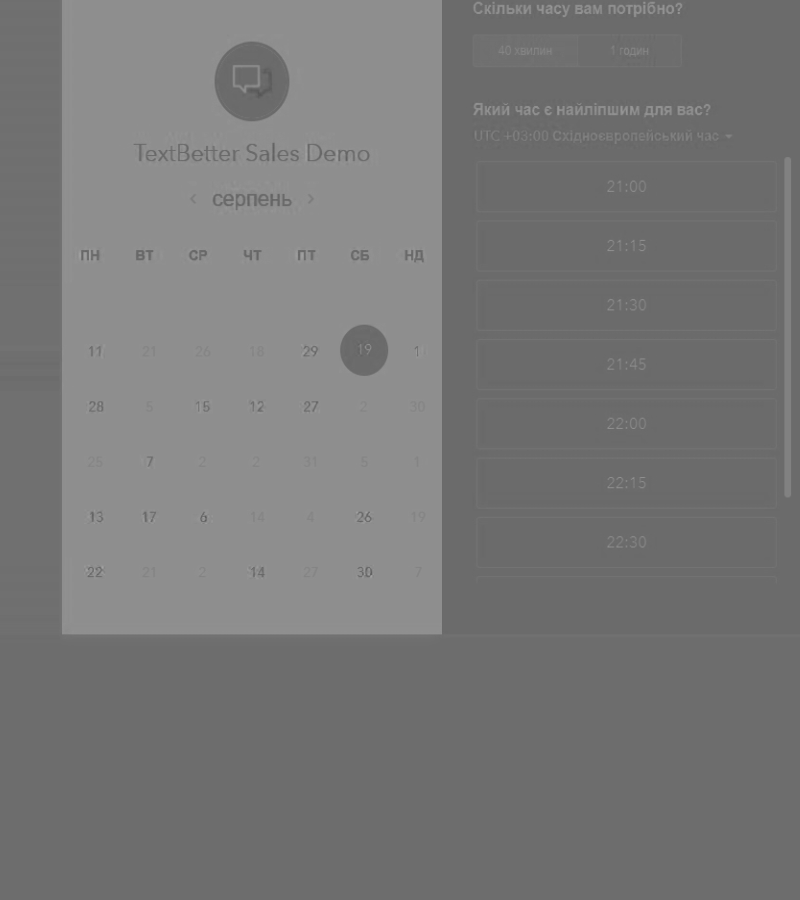 TextBetter Sales Demo
серпень
ПН ВТ СР ЧТ ПТ СБ НД
11 21 26 18 29 19 1
28 5 15 12 27 2 30
25 7 2 2 31 5 1
13 17 6 14 4 26 19
22 21 2 14 27 30 7
Скільки часу вам потрібно?
40 хвилин 1 годин
Який час є найліпшим для вас?
UTC +03:00 Східноєвропейський час
21:00
21:15
21:30
21:45
22:00
22:15
22:30